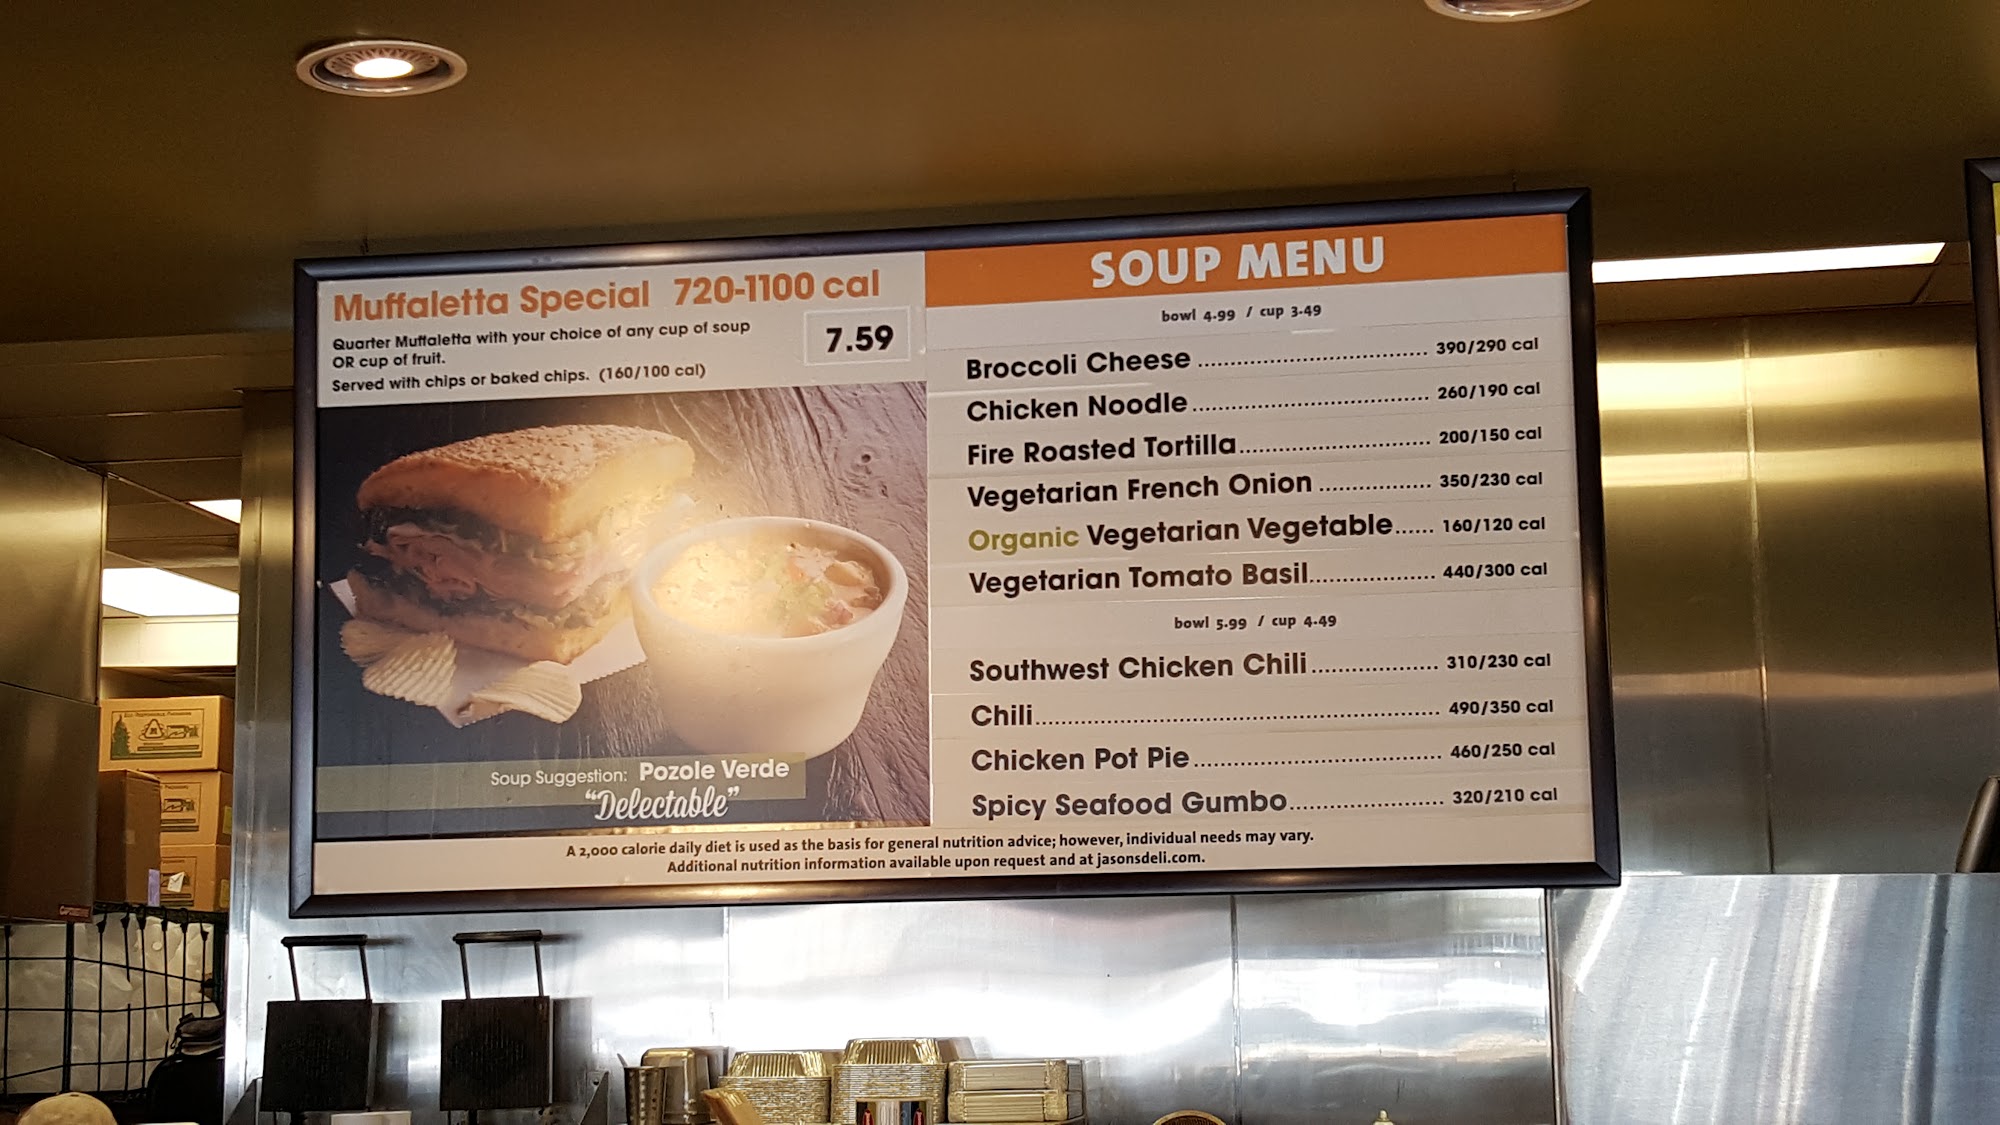 Muffaletta Special 720-1100 cal
Quarter Muffaletta with your choice of any cup of soup
OR cup of fruit.
Served with chips or baked chips. (160/100 cal)
7.59
Soup Suggestion: Pozole Verde
"Delectable"
SOUP MENU
bowl 4.99 / cup 3.49
Broccoli Cheese ........ 390/290 cal
Chicken Noodle ........ 260/190 cal
Fire Roasted Tortilla ........ 200/150 cal
Vegetarian French Onion ........ 350/230 cal
Organic Vegetarian Vegetable ...... 160/120 cal
Vegetarian Tomato Basil ........ 440/300 cal
bowl 5.99 / cup 4.49
Southwest Chicken Chili ........ 310/230 cal
Chili ........ 490/350 cal
Chicken Pot Pie ........ 460/250 cal
Spicy Seafood Gumbo ........ 320/210 cal
A 2,000 calorie daily diet is used as the basis for general nutrition advice; however, individual needs may vary.
Additional nutrition information available upon request and at jasonsdeli.com.